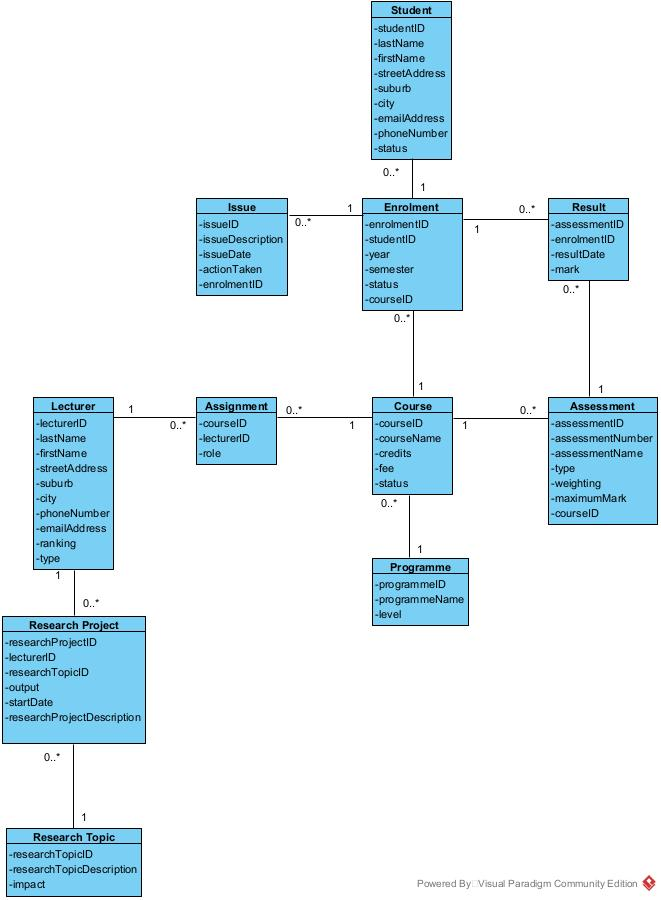 Student
-studentID
-lastName
-firstName
-streetAddress
-suburb
-city
-emailAddress
-phoneNumber
-status
0..*
1
Issue
-issueID
-issueDescription
-issueDate
-actionTaken
-enrolmentID
0..*
1
Enrolment
-enrolmentID
-studentID
-year
-semester
-status
-courseID
1
0..*
Result
-assessmentID
-enrolmentID
-resultDate
-mark
0..*
1
0..*
1
Lecturer
-lecturerID
-lastName
-firstName
-streetAddress
-suburb
-city
-phoneNumber
-emailAddress
-ranking
-type
1
0..*
Assignment
-courseID
-lecturerID
-role
0..*
1
Course
-courseID
-courseName
-credits
-fee
-status
1
0..*
Assessment
-assessmentID
-assessmentNumber
-assessmentName
-type
-weighting
-maximumMark
-courseID
0..*
1
Programme
-programmeID
-programmeName
-level
1
0..*
Research Project
-researchProjectID
-lecturerID
-researchTopicID
-output
-startDate
-researchProjectDescription
0..*
1
Research Topic
-researchTopicID
-researchTopicDescription
-impact
Powered By Visual Paradigm Community Edition